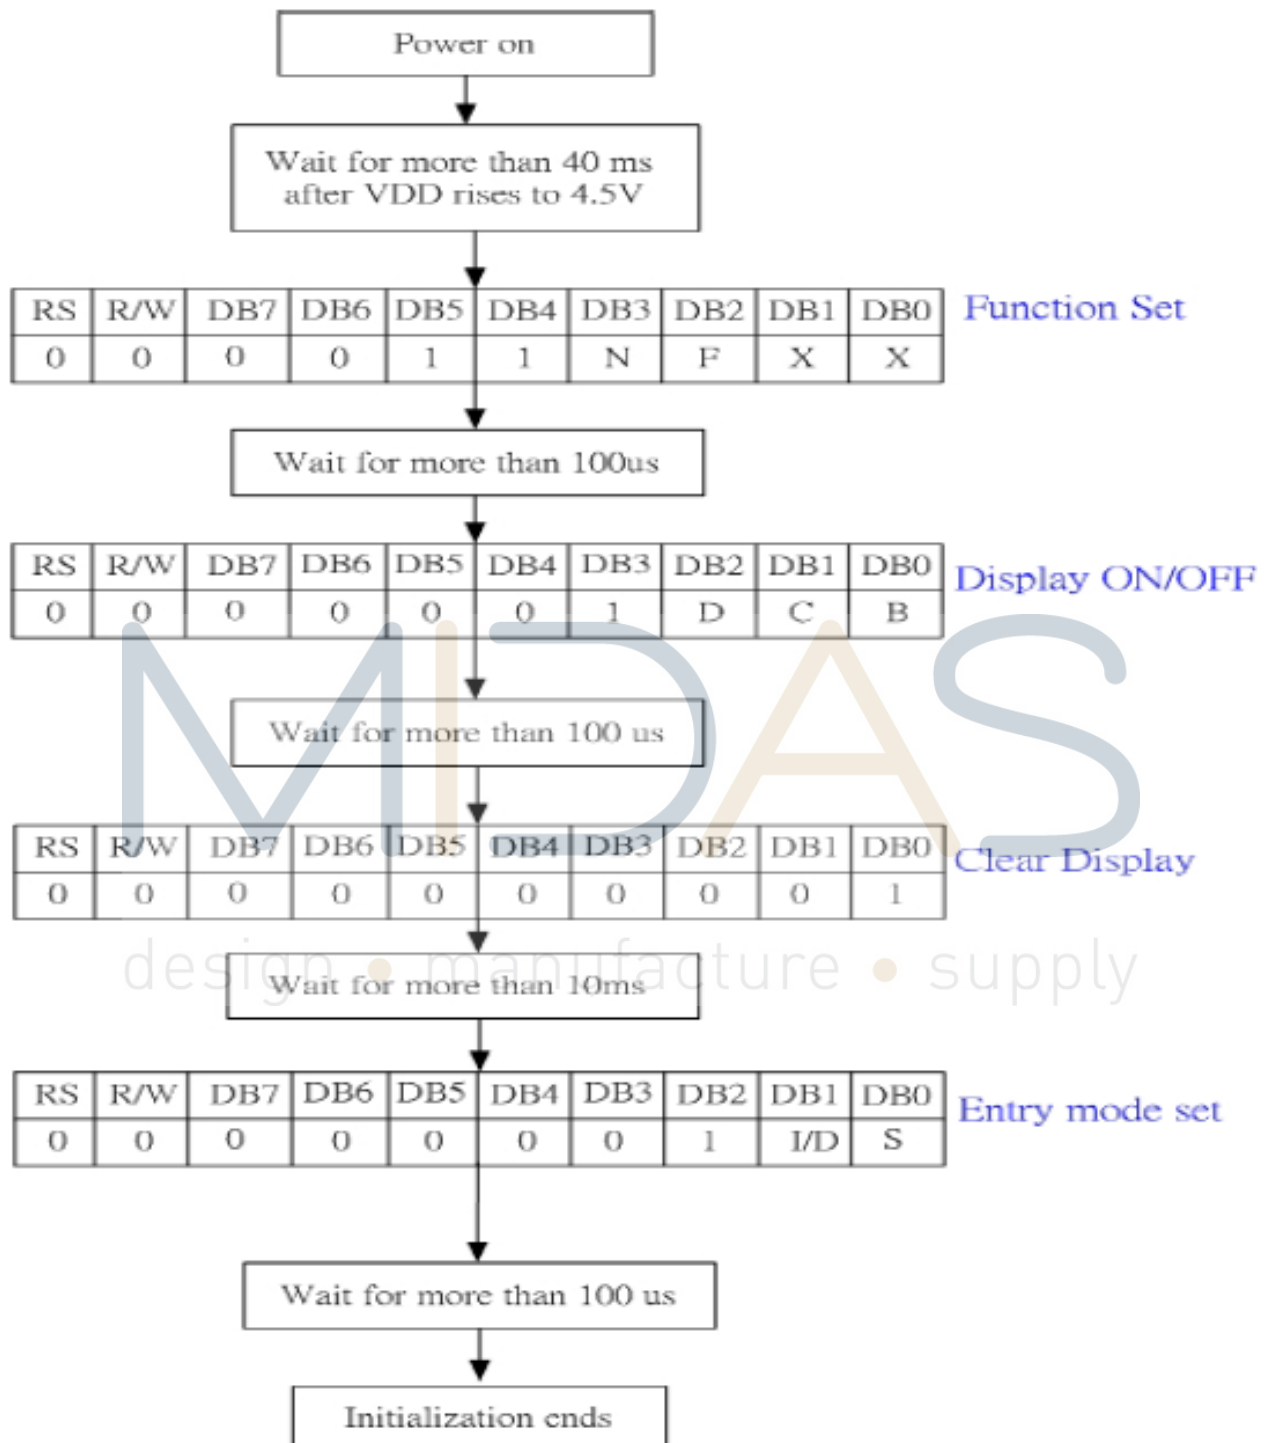 Power on
Wait for more than 40 ms
after VDD rises to 4.5V
RS R/W DB7 DB6 DB5 DB4 DB3 DB2 DB1 DB0 Function Set
0 0 0 0 1 1 N F X X
Wait for more than 100us
RS R/W DB7 DB6 DB5 DB4 DB3 DB2 DB1 DB0 Display ON/OFF
0 0 0 0 0 0 1 D C B
MIDAS
Wait for more than 100 us
RS R/W DB7 DB6 DB5 DB4 DB3 DB2 DB1 DB0 Clear Display
0 0 0 0 0 0 0 0 0 1
design • manufacture • supply
Wait for more than 10ms
RS R/W DB7 DB6 DB5 DB4 DB3 DB2 DB1 DB0 Entry mode set
0 0 0 0 0 0 0 1 I/D S
Wait for more than 100 us
Initialization ends